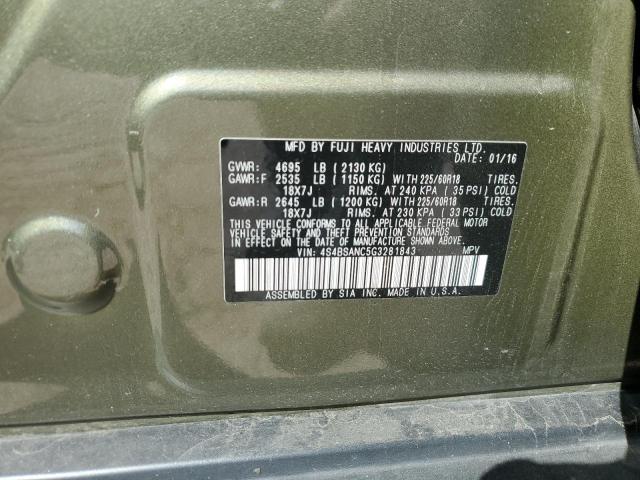 MFD BY FUJI HEAVY INDUSTRIES LTD.
DATE: 01/16
GVWR: 4695 LB (2130 KG)
GAWR:F 2535 LB (1150 KG) WITH 225/60R18 TIRES.
18X7J RIMS. AT 240 KPA (35 PSI) COLD
GAWR:R 2645 LB (1200 KG) WITH 225/60R18 TIRES.
18X7J RIMS. AT 230 KPA (33 PSI) COLD
THIS VEHICLE CONFORMS TO ALL APPLICABLE FEDERAL MOTOR
VEHICLE SAFETY AND THEFT PREVENTION STANDARDS IN EFFECT
ON THE DATE OF MANUFACTURE SHOWN ABOVE.
VIN: 4S4BSANC5G3281843 MPV
ASSEMBLED BY SIA INC. MADE IN U.S.A.